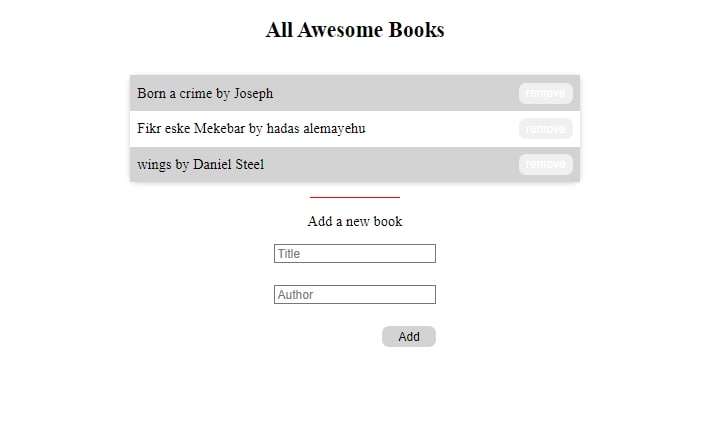 All Awesome Books
Born a crime by Joseph remove
Fikr eske Mekebar by hadas alemayehu remove
wings by Daniel Steel remove
Add a new book
Title
Author
Add